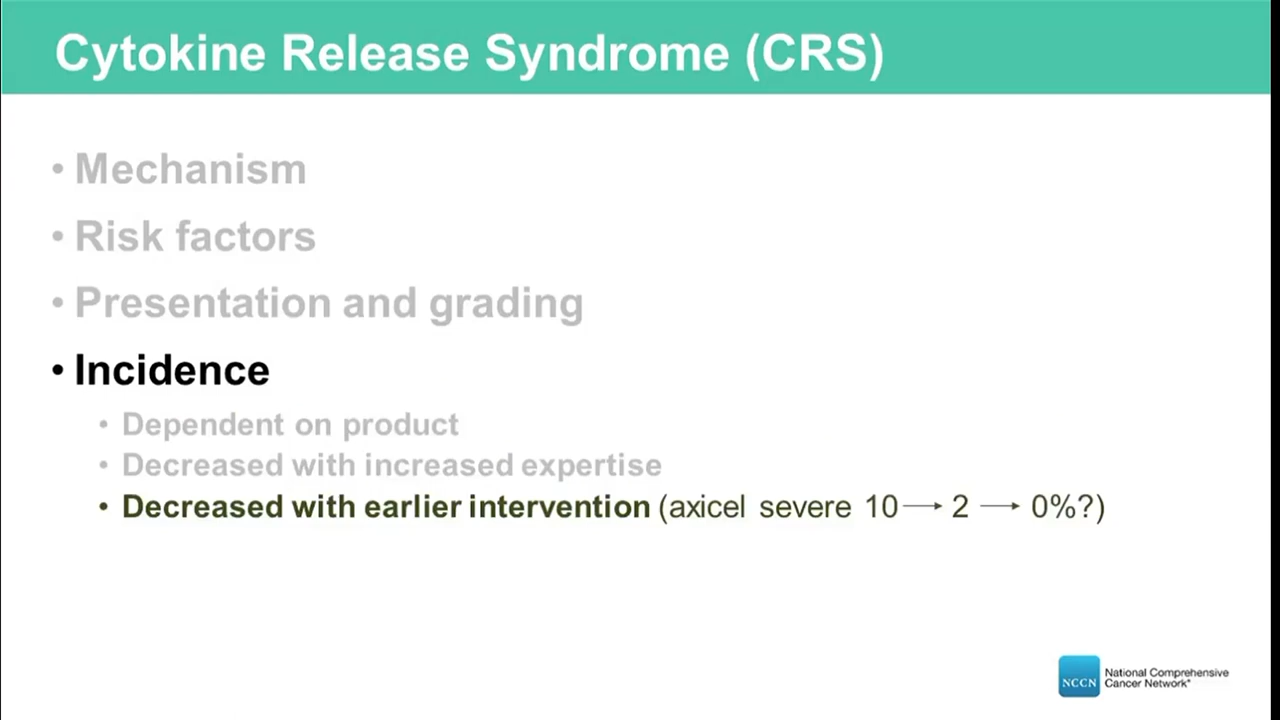 Cytokine Release Syndrome (CRS)
• Mechanism
• Risk factors
• Presentation and grading
• Incidence
• Dependent on product
• Decreased with increased expertise
• Decreased with earlier intervention (axicel severe 10 → 2 → 0%?)
NCCN National Comprehensive
Cancer Network®